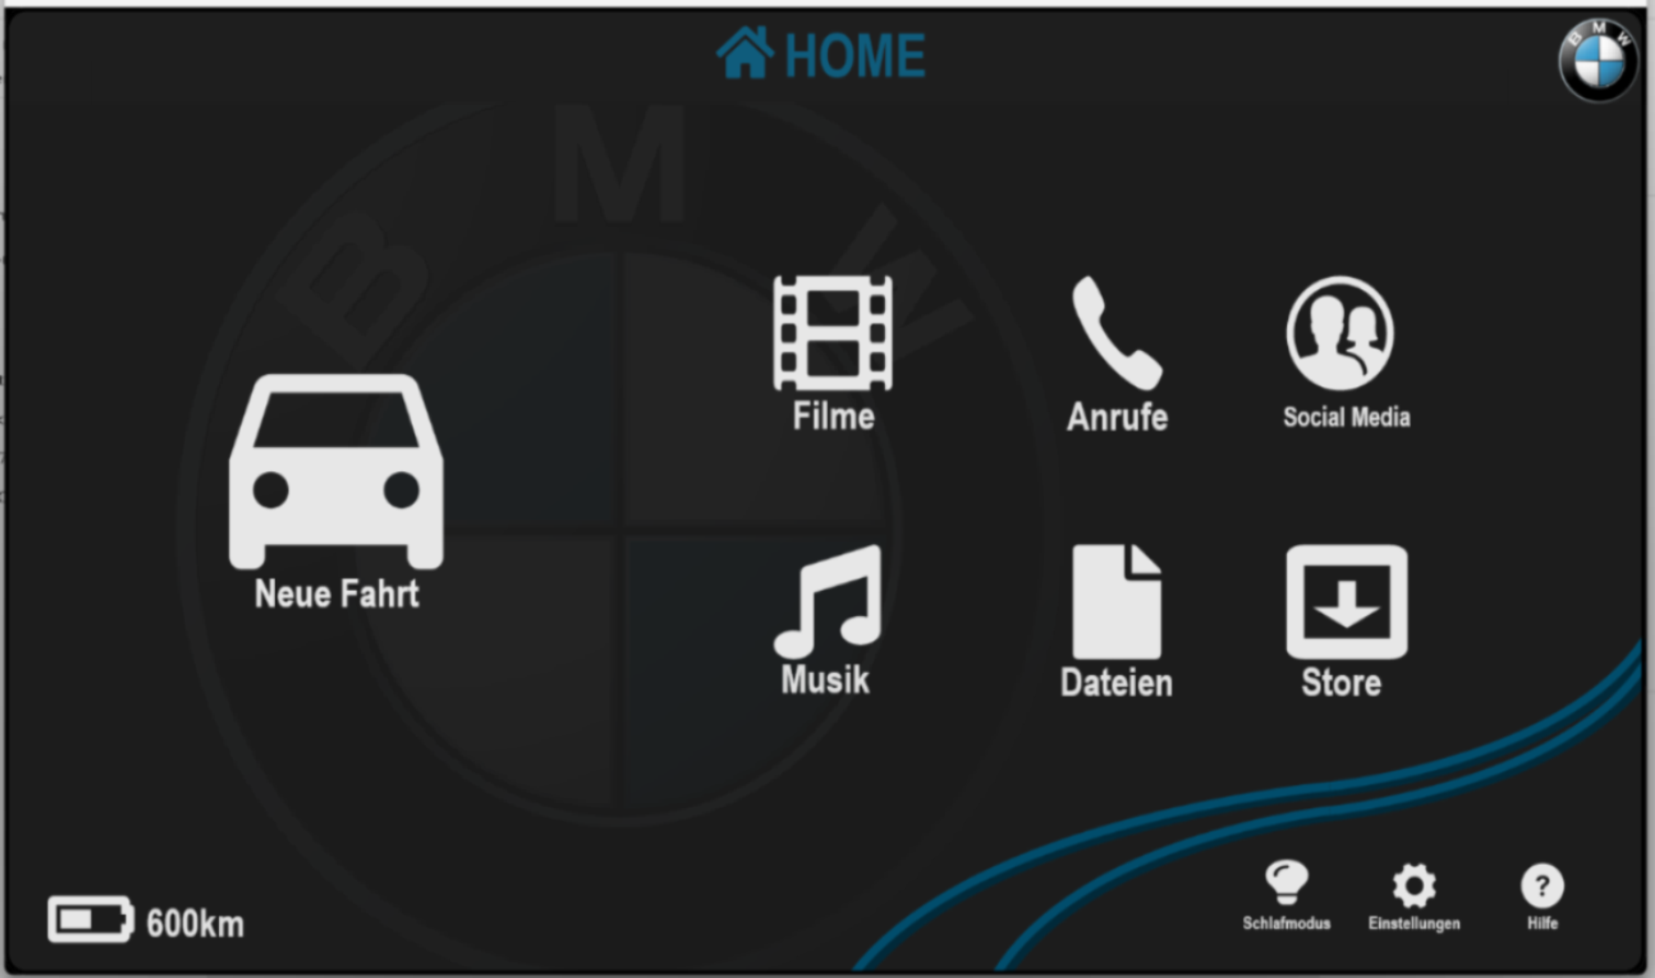 HOME
B M W
B M W
Filme
Anrufe
Social Media
Neue Fahrt
Musik
Dateien
Store
600km
?
Schlafmodus
Einstellungen
Hilfe